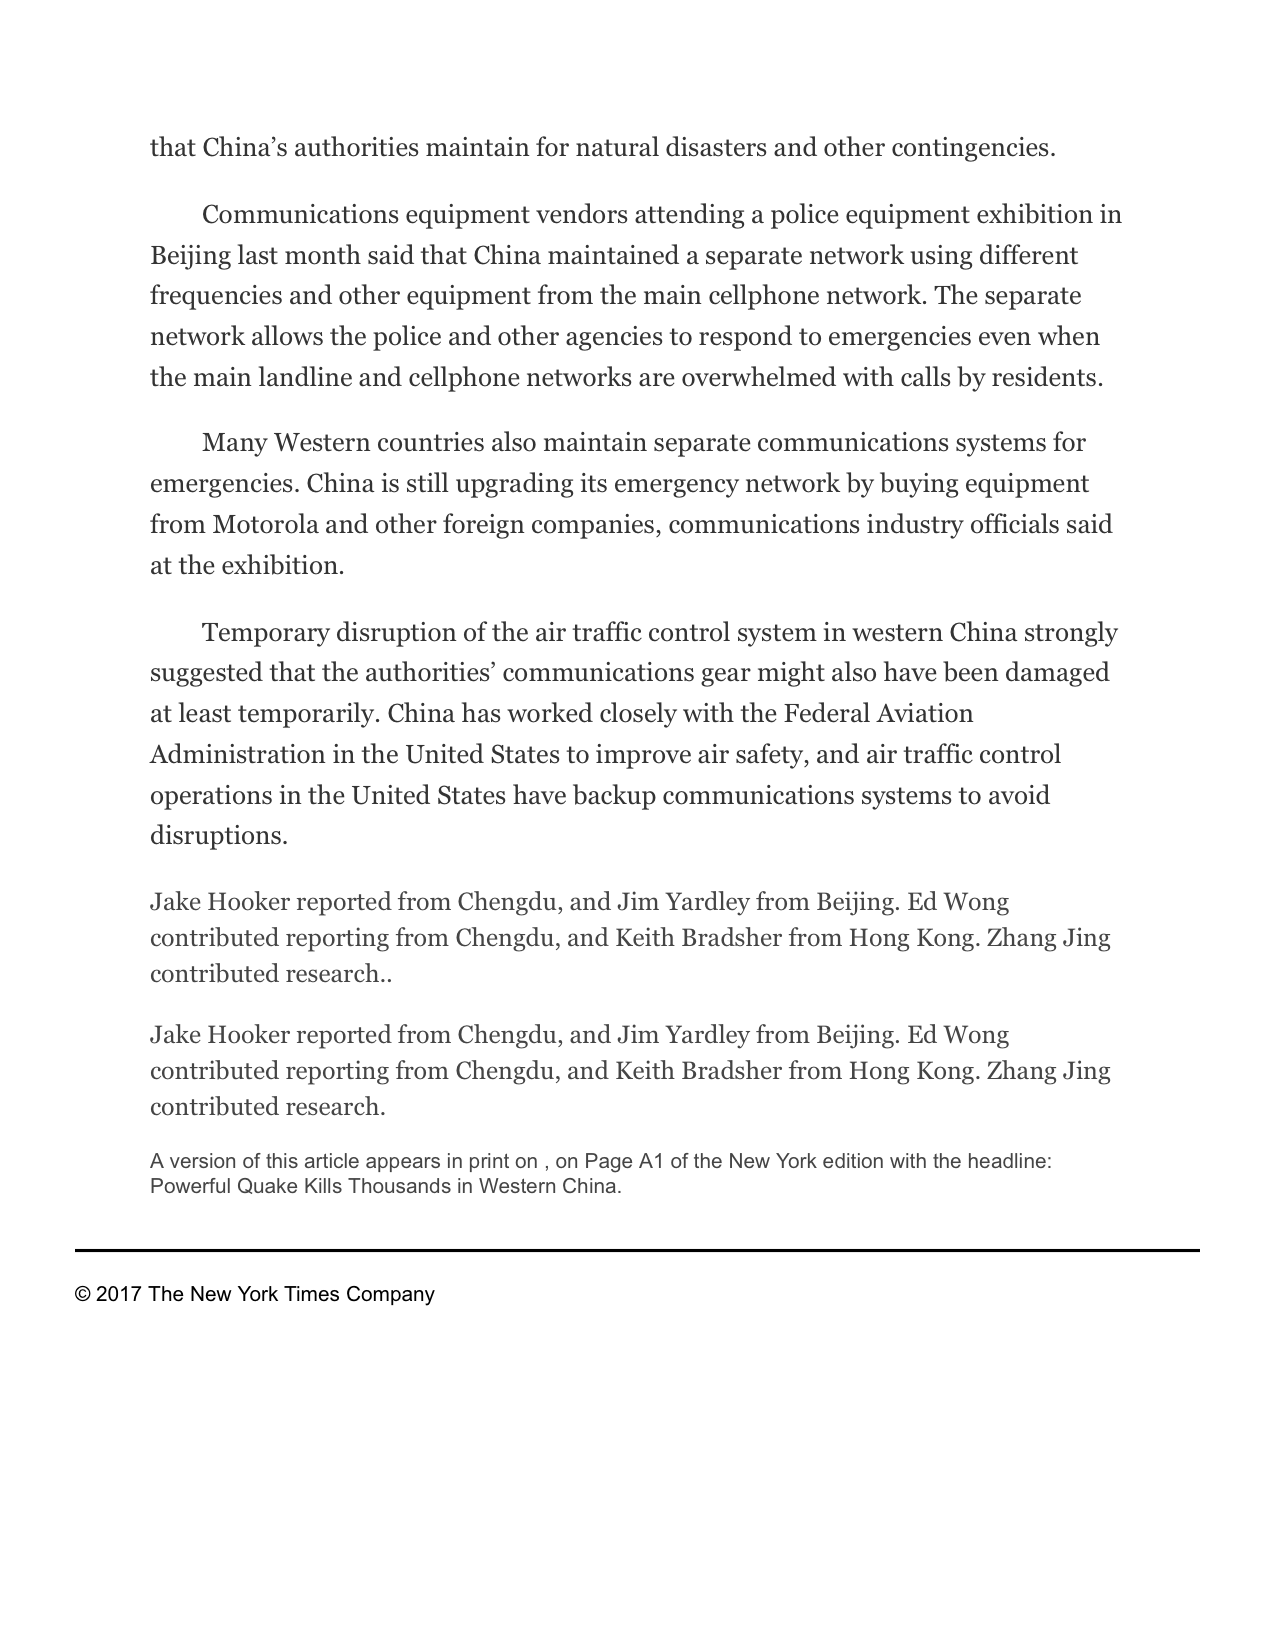 that China’s authorities maintain for natural disasters and other contingencies.
Communications equipment vendors attending a police equipment exhibition in
Beijing last month said that China maintained a separate network using different
frequencies and other equipment from the main cellphone network. The separate
network allows the police and other agencies to respond to emergencies even when
the main landline and cellphone networks are overwhelmed with calls by residents.
Many Western countries also maintain separate communications systems for
emergencies. China is still upgrading its emergency network by buying equipment
from Motorola and other foreign companies, communications industry officials said
at the exhibition.
Temporary disruption of the air traffic control system in western China strongly
suggested that the authorities’ communications gear might also have been damaged
at least temporarily. China has worked closely with the Federal Aviation
Administration in the United States to improve air safety, and air traffic control
operations in the United States have backup communications systems to avoid
disruptions.
Jake Hooker reported from Chengdu, and Jim Yardley from Beijing. Ed Wong
contributed reporting from Chengdu, and Keith Bradsher from Hong Kong. Zhang Jing
contributed research..
Jake Hooker reported from Chengdu, and Jim Yardley from Beijing. Ed Wong
contributed reporting from Chengdu, and Keith Bradsher from Hong Kong. Zhang Jing
contributed research.
A version of this article appears in print on , on Page A1 of the New York edition with the headline:
Powerful Quake Kills Thousands in Western China.
© 2017 The New York Times Company